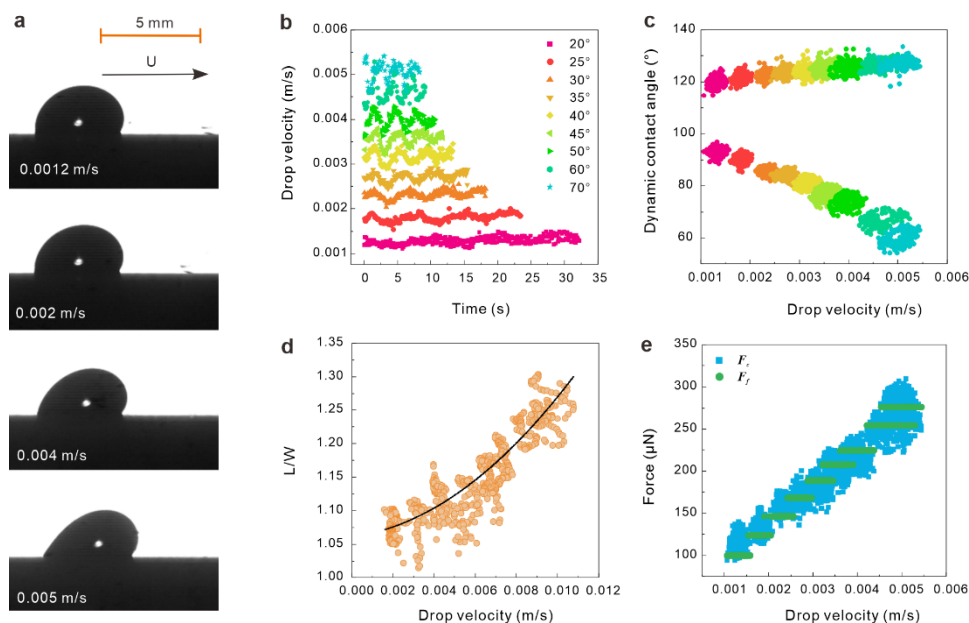 a
5 mm
U
0.0012 m/s
0.002 m/s
0.004 m/s
0.005 m/s
b
Drop velocity (m/s)
0.006
0.005
0.004
0.003
0.002
0.001
0 5 10 15 20 25 30 35
Time (s)
20°
25°
30°
35°
40°
45°
50°
60°
70°
c
Dynamic contact angle (°)
140
120
100
80
60
0.001 0.002 0.003 0.004 0.005 0.006
Drop velocity (m/s)
d
L/W
1.35
1.30
1.25
1.20
1.15
1.10
1.05
1.00
0.000 0.002 0.004 0.006 0.008 0.010 0.012
Drop velocity (m/s)
e
Force (µN)
350
300
250
200
150
100
0.001 0.002 0.003 0.004 0.005 0.006
Drop velocity (m/s)
F
F_f